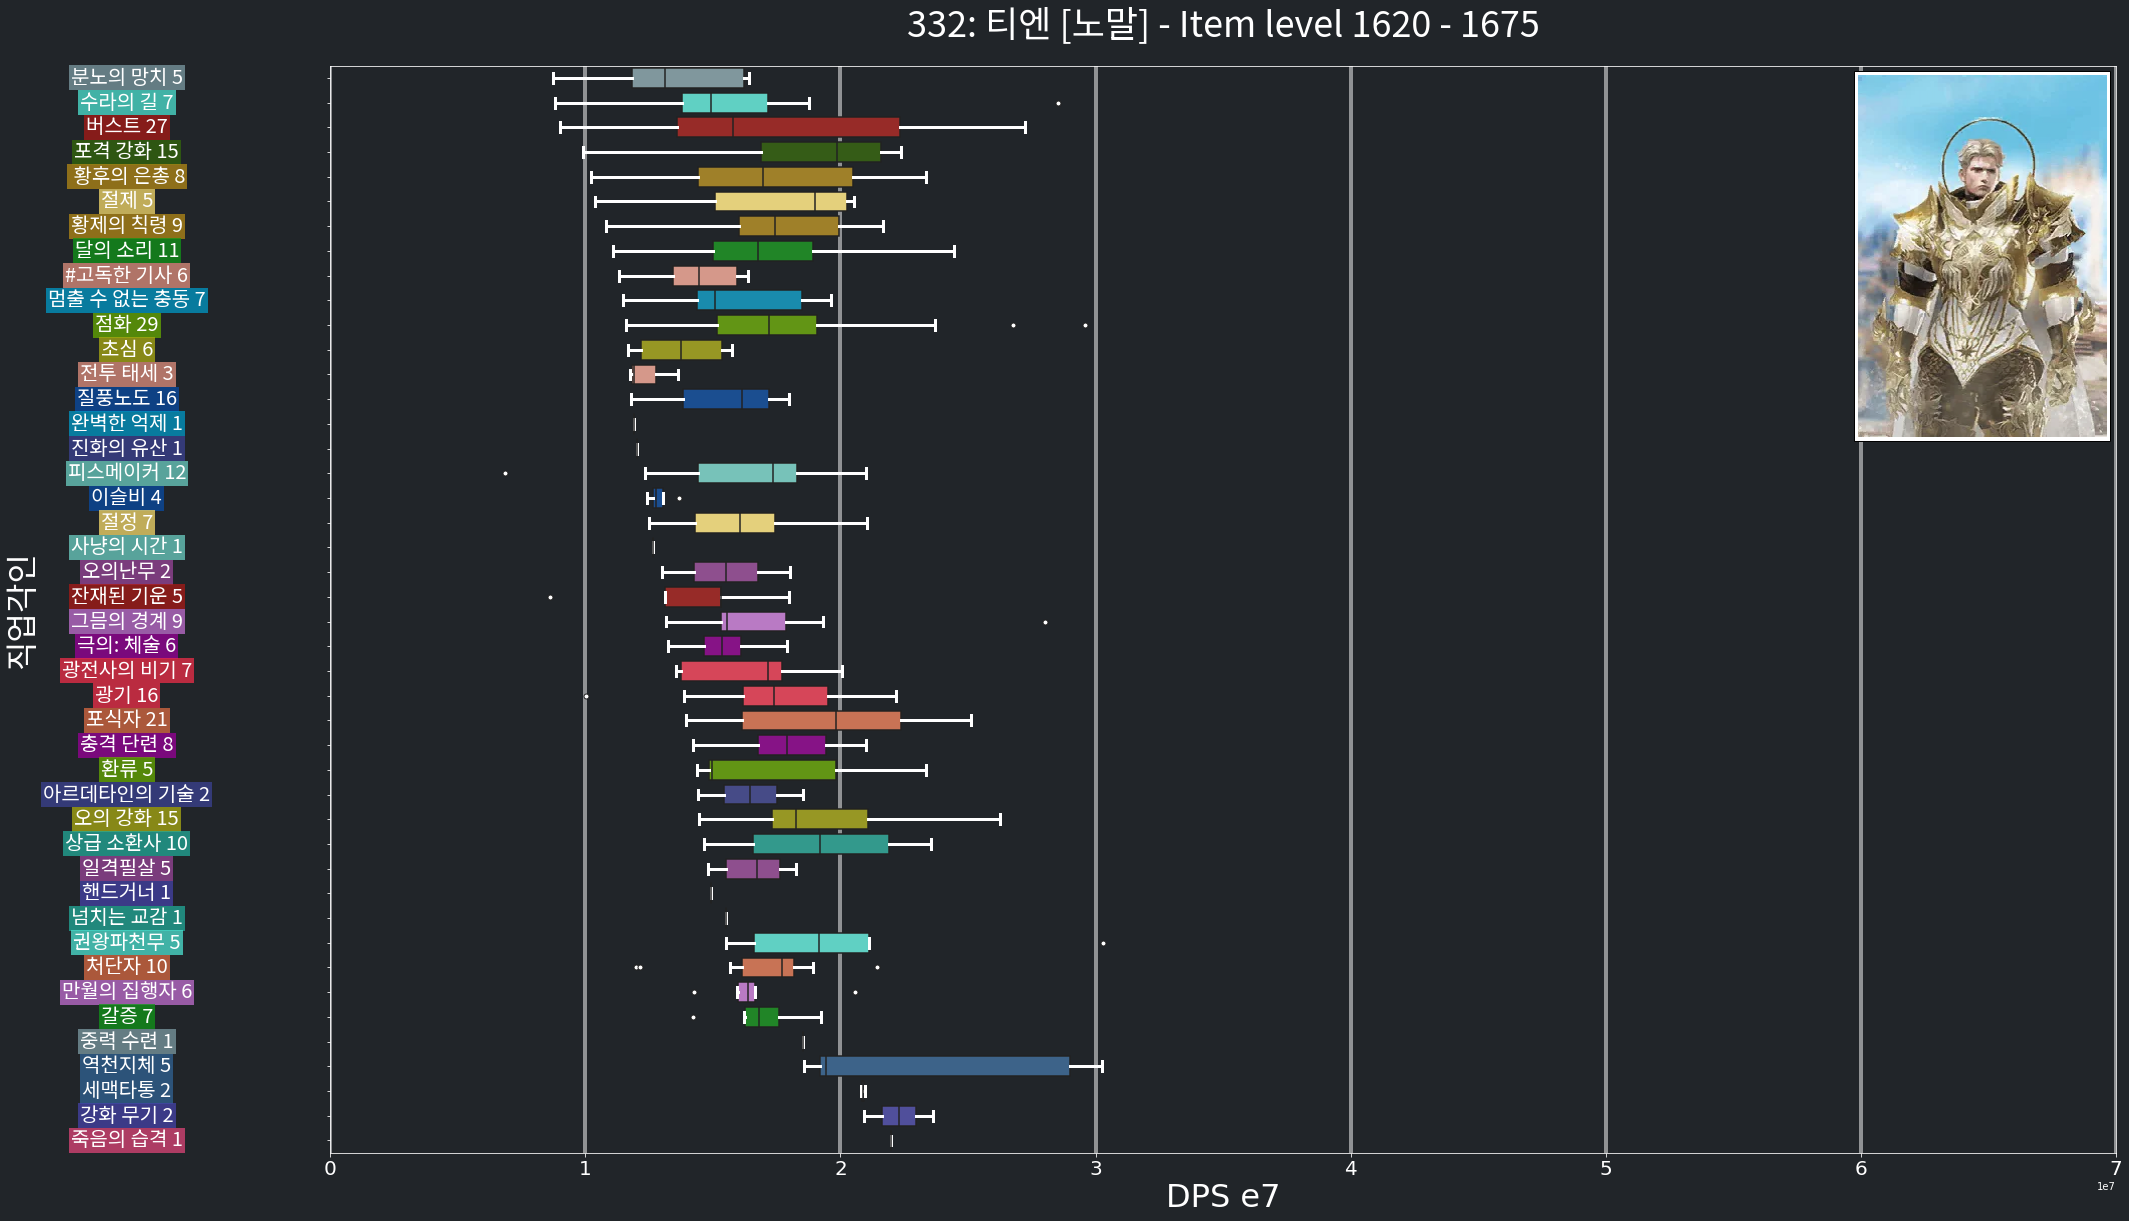 332: 티엔 [노말] - Item level 1620 - 1675
분노의 망치 5
수라의 길 7
버스트 27
포격 강화 15
황후의 은총 8
절제 5
황제의 칙령 9
달의 소리 11
#고독한 기사 6
멈출 수 없는 충동 7
점화 29
초심 6
전투 태세 3
질풍노도 16
완벽한 억제 1
진화의 유산 1
피스메이커 12
이슬비 4
절정 7
사냥의 시간 1
오의난무 2
잔재된 기운 5
그믐의 경계 9
극의: 체술 6
광전사의 비기 7
광기 16
포식자 21
충격 단련 8
환류 5
아르데타인의 기술 2
오의 강화 15
상급 소환사 10
일격필살 5
핸드거너 1
넘치는 교감 1
권왕파천무 5
처단자 10
만월의 집행자 6
갈증 7
중력 수련 1
역천지체 5
세맥타통 2
강화 무기 2
죽음의 습격 1
직업각인
0 1 2 3 4 5 6 7
1e7
DPS e7